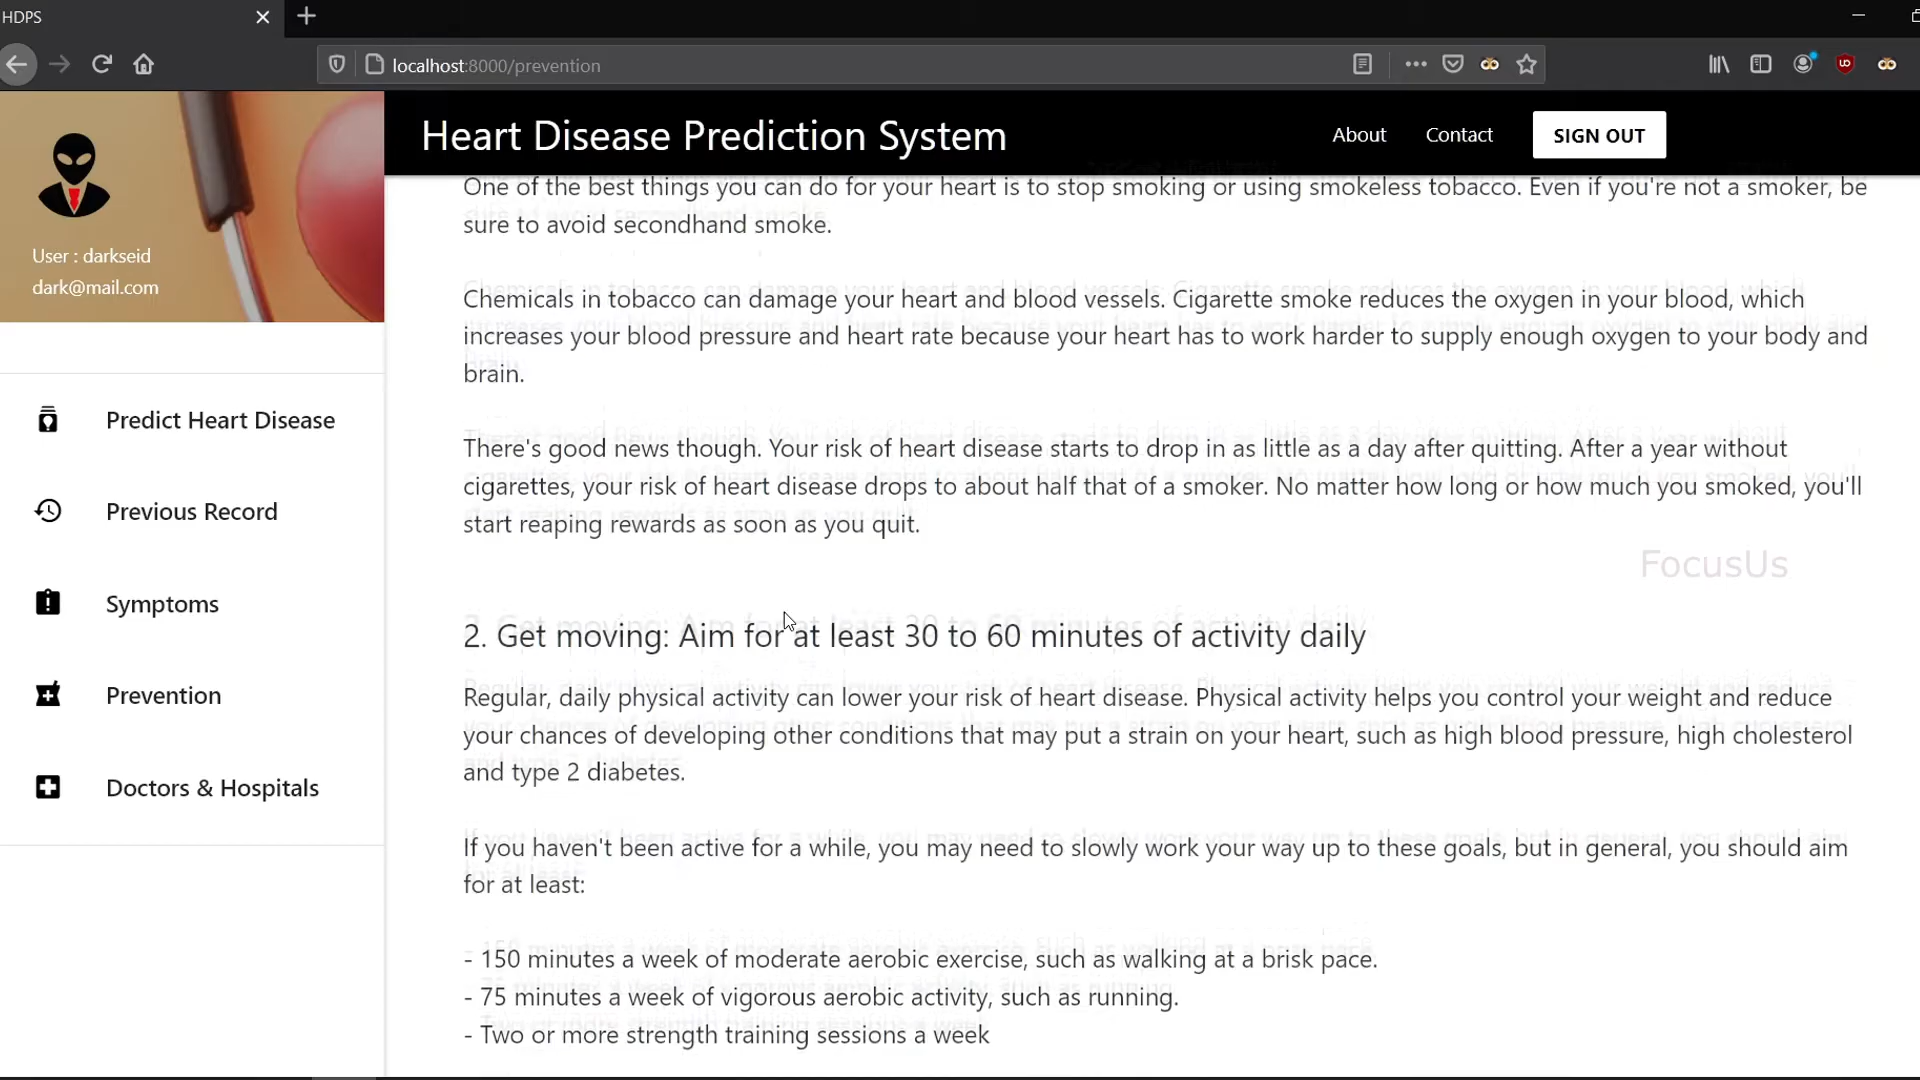 HDPS
localhost:8000/prevention
Heart Disease Prediction System
About
Contact
SIGN OUT
User : darkseid
dark@mail.com
Predict Heart Disease
Previous Record
Symptoms
Prevention
Doctors & Hospitals
One of the best things you can do for your heart is to stop smoking or using smokeless tobacco. Even if you're not a smoker, be
sure to avoid secondhand smoke.
Chemicals in tobacco can damage your heart and blood vessels. Cigarette smoke reduces the oxygen in your blood, which
increases your blood pressure and heart rate because your heart has to work harder to supply enough oxygen to your body and
brain.
There's good news though. Your risk of heart disease starts to drop in as little as a day after quitting. After a year without
cigarettes, your risk of heart disease drops to about half that of a smoker. No matter how long or how much you smoked, you'll
start reaping rewards as soon as you quit.
FocusUs
2. Get moving: Aim for at least 30 to 60 minutes of activity daily
Regular, daily physical activity can lower your risk of heart disease. Physical activity helps you control your weight and reduce
your chances of developing other conditions that may put a strain on your heart, such as high blood pressure, high cholesterol
and type 2 diabetes.
If you haven't been active for a while, you may need to slowly work your way up to these goals, but in general, you should aim
for at least:
- 150 minutes a week of moderate aerobic exercise, such as walking at a brisk pace.
- 75 minutes a week of vigorous aerobic activity, such as running.
- Two or more strength training sessions a week